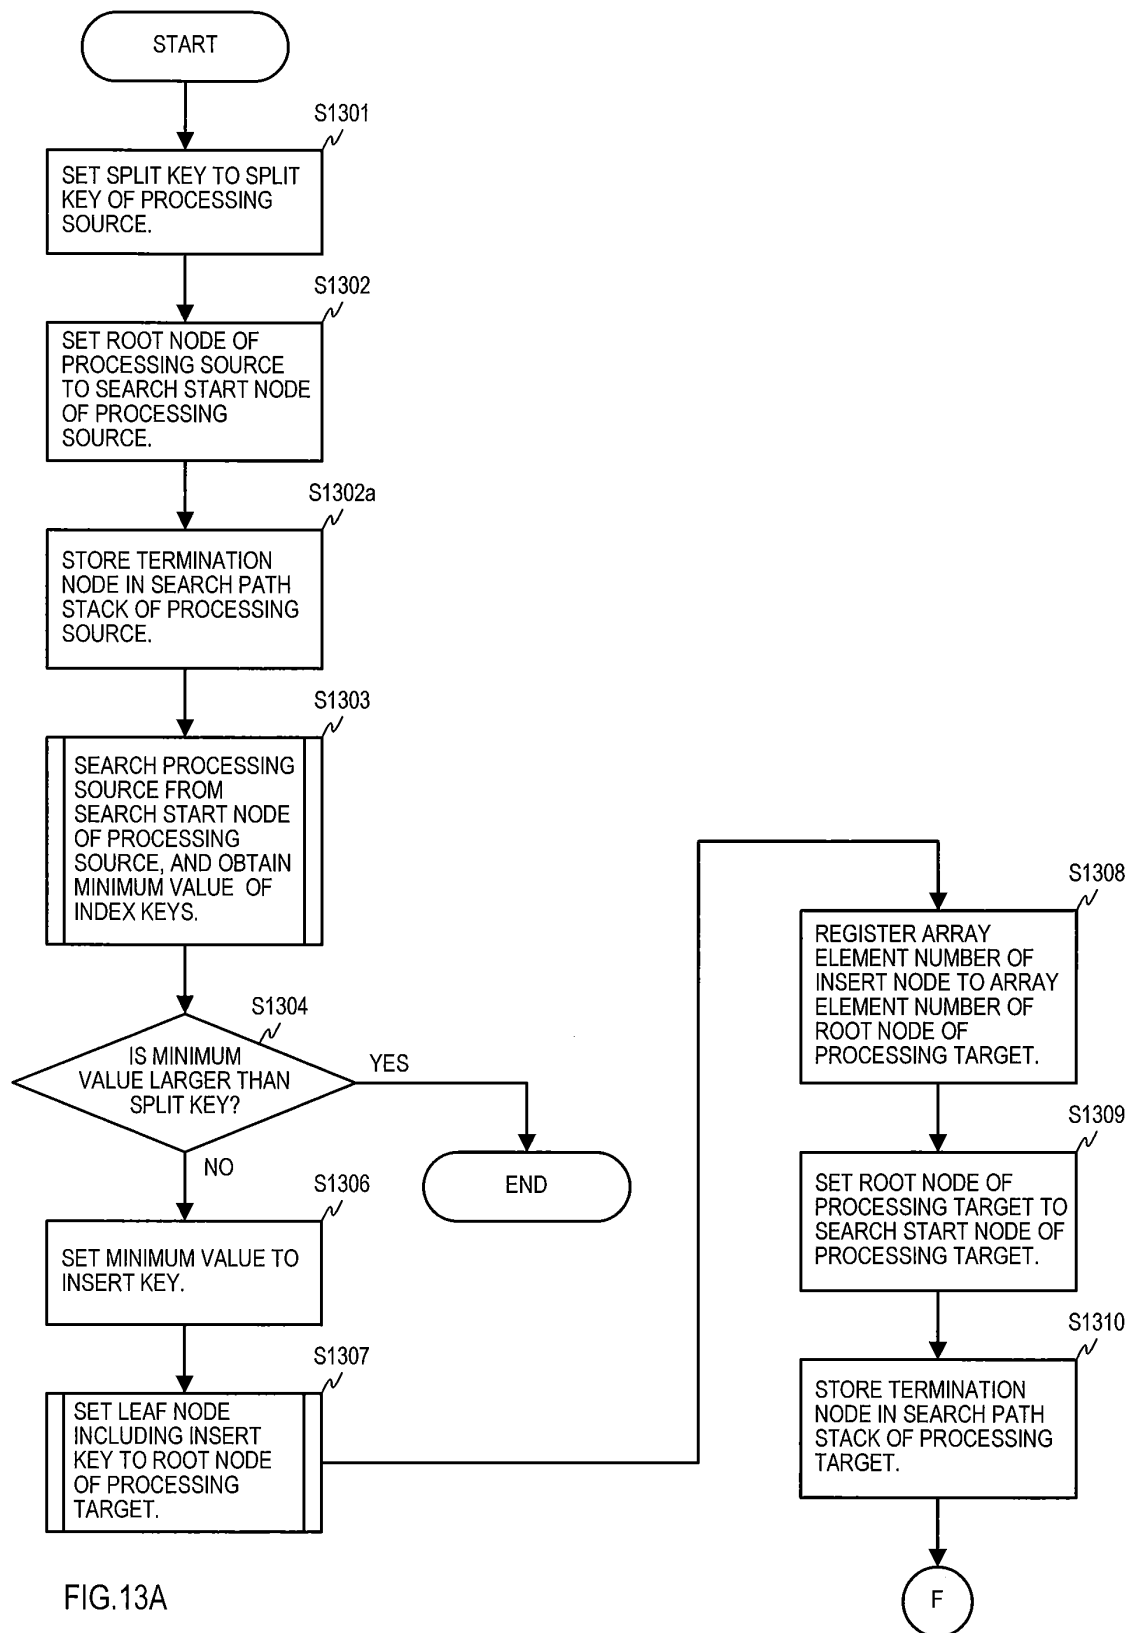 START
S1301
SET SPLIT KEY TO SPLIT
KEY OF PROCESSING
SOURCE.
S1302
SET ROOT NODE OF
PROCESSING SOURCE
TO SEARCH START NODE
OF PROCESSING
SOURCE.
S1302a
STORE TERMINATION
NODE IN SEARCH PATH
STACK OF PROCESSING
SOURCE.
S1303
SEARCH PROCESSING
SOURCE FROM
SEARCH START NODE
OF PROCESSING
SOURCE, AND OBTAIN
MINIMUM VALUE OF
INDEX KEYS.
S1304
IS MINIMUM
VALUE LARGER THAN
SPLIT KEY?
YES
END
NO
S1306
SET MINIMUM VALUE TO
INSERT KEY.
S1307
SET LEAF NODE
INCLUDING INSERT
KEY TO ROOT NODE
OF PROCESSING
TARGET.
S1308
REGISTER ARRAY
ELEMENT NUMBER OF
INSERT NODE TO ARRAY
ELEMENT NUMBER OF
ROOT NODE OF
PROCESSING TARGET.
S1309
SET ROOT NODE OF
PROCESSING TARGET TO
SEARCH START NODE OF
PROCESSING TARGET.
S1310
STORE TERMINATION
NODE IN SEARCH PATH
STACK OF PROCESSING
TARGET.
F
FIG.13A